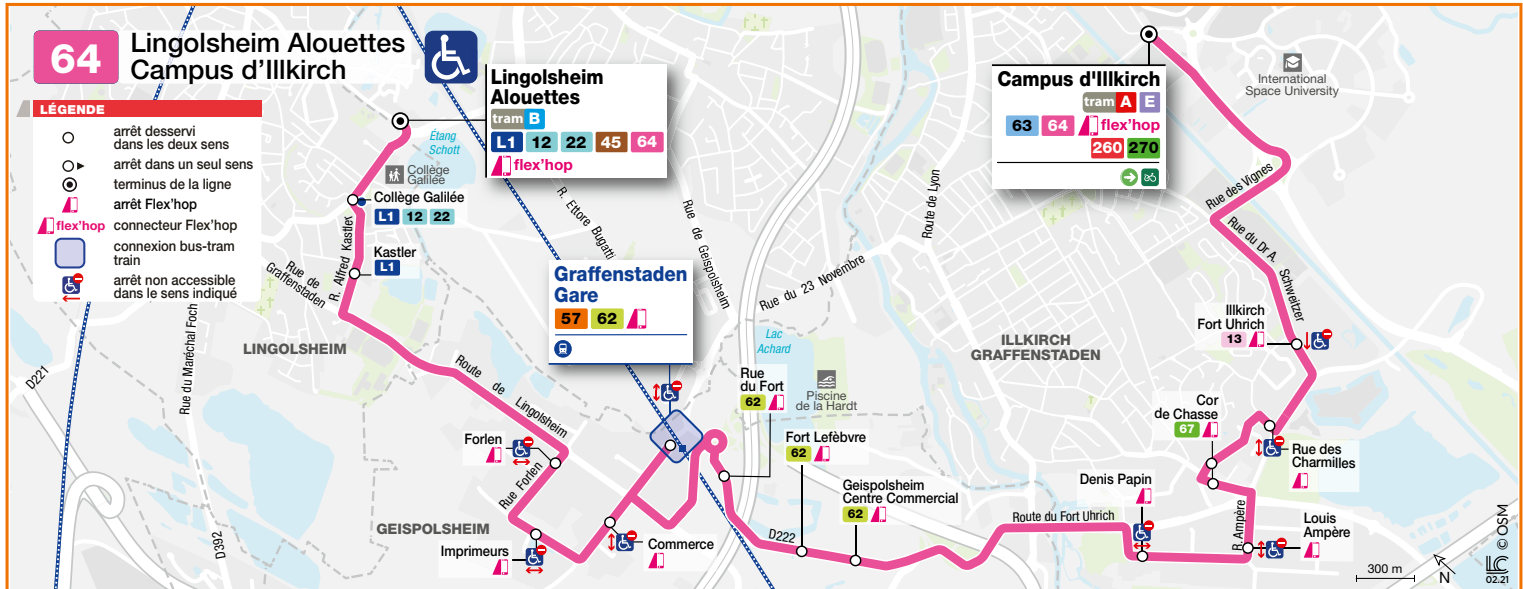 64
Lingolsheim Alouettes
Campus d'Illkirch
LÉGENDE
arrêt desservi
dans les deux sens
arrêt dans un seul sens
terminus de la ligne
arrêt Flex'hop
flex'hop connecteur Flex'hop
connexion bus-tram
train
arrêt non accessible
dans le sens indiqué
Lingolsheim
Alouettes
tram B
L1 12 22 45 64
flex'hop
Étang
Schott
Collège
Galilée
Collège Galilée
L1 12 22
Kastler
L1
R. Alfred Kastler
Rue de
Graffenstaden
Rue du Maréchal Foch
D221
D392
LINGOLSHEIM
Route de Lingolsheim
R. Ettore Bugatti
Rue de Geispolsheim
Graffenstaden
Gare
57 62
Rue du 23 Novembre
Route de Lyon
Lac
Achard
Piscine
de la Hardt
Forlen
Rue Forlen
GEISPOLSHEIM
Imprimeurs
Commerce
Rue
du Fort
62
Fort Lefèbvre
62
Geispolsheim
Centre Commercial
62
D222
Route du Fort Uhrich
Denis Papin
R. Ampère
Louis
Ampère
Rue des
Charmilles
Cor
de Chasse
67
Illkirch
Fort Uhrich
13
ILLKIRCH
GRAFFENSTADEN
Rue du Dr A. Schweitzer
Rue des Vignes
Campus d'Illkirch
tram A E
63 64 flex'hop
260 270
International
Space University
300 m
N
© OSM
LC
02.21